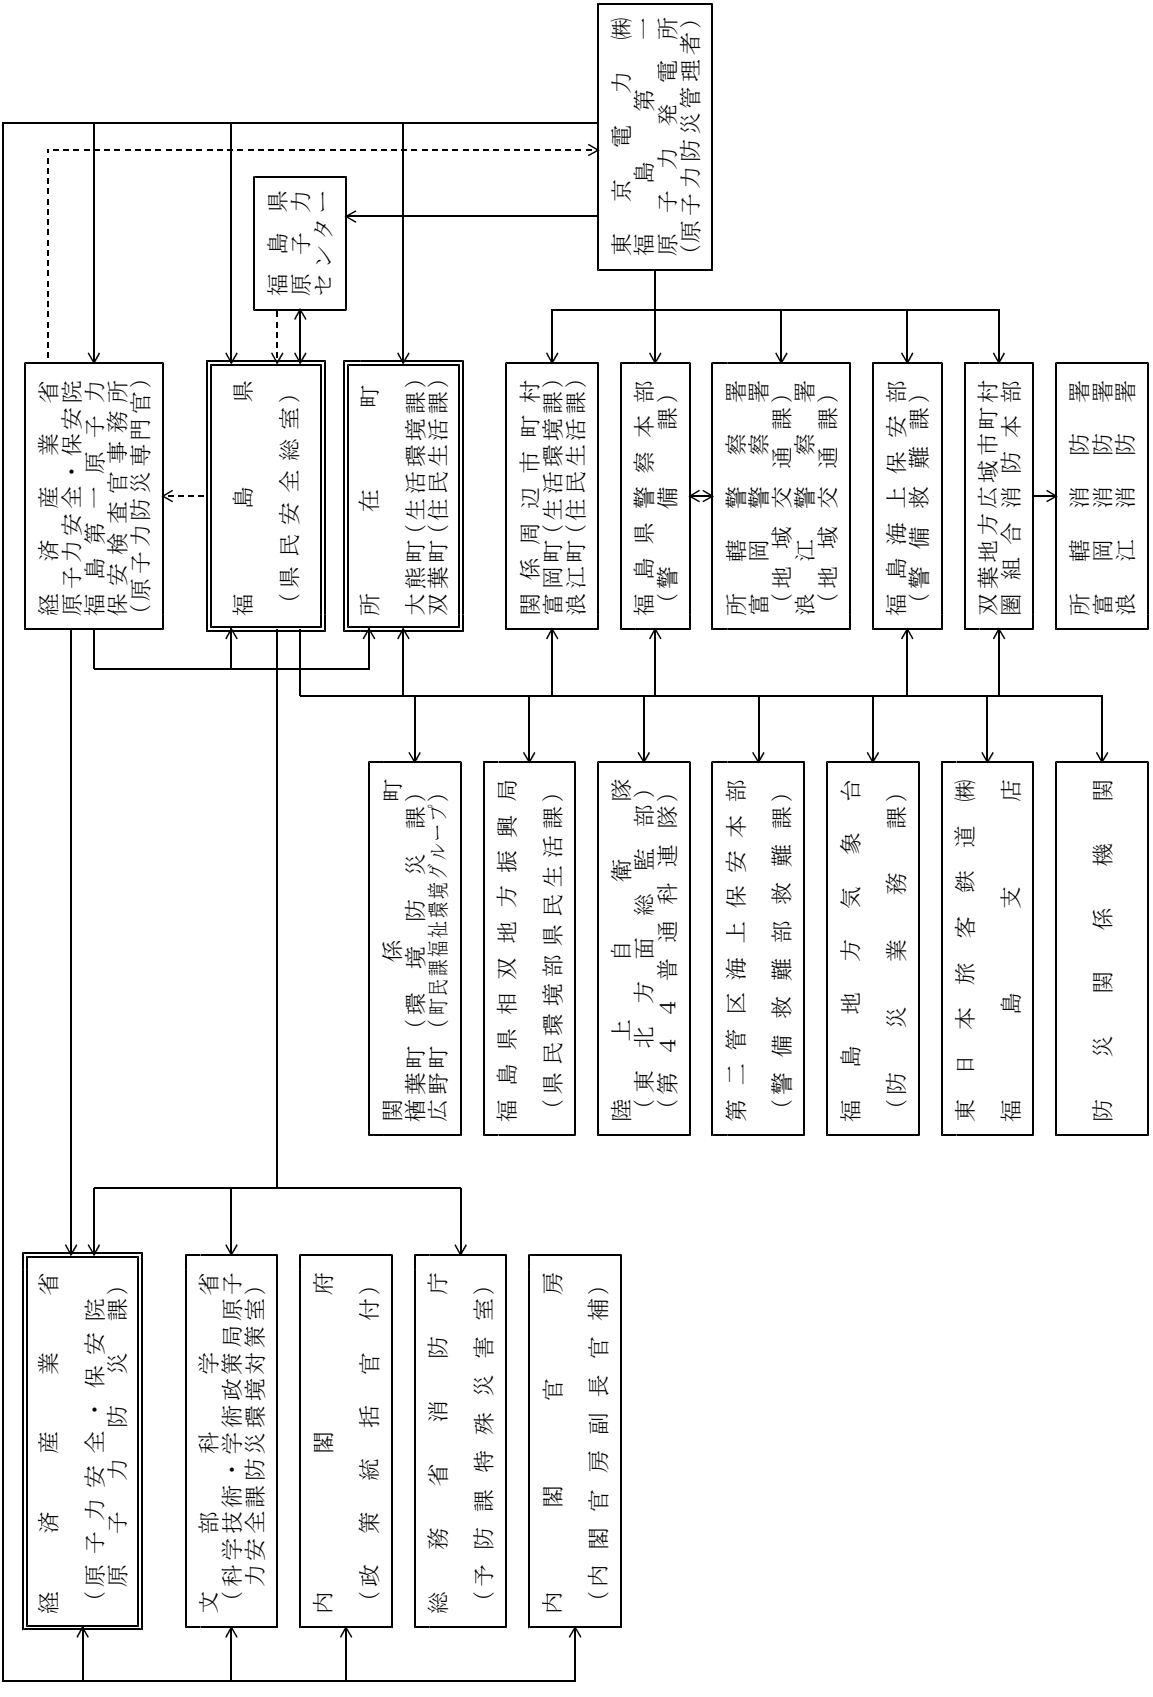 東京電力㈱
福島第一
原子力発電所
(原子力防災管理者)
福島県
原子力
センター
経済産業省
原子力安全・保安院
福島第一原子力
保安検査官事務所
(原子力防災専門官)
福島県
(県民安全総室)
所在町
大熊町(生活環境課)
双葉町(住民生活課)
関係周辺市町村
富岡町(生活環境課)
浪江町(住民生活課)
福島県警察本部
(警備課)
所轄警察署
富岡警察署
(地域交通課)
浪江警察署
(地域交通課)
福島海上保安部
(警備救難課)
双葉地方広域市町村
圏組合消防本部
所轄消防署
富岡消防署
浪江消防署
関係町
楢葉町(環境防災課)
広野町(町民課福祉環境グループ)
福島県相双地方振興局
(県民環境部県民生活課)
陸上自衛隊
(東北方面総監部)
(第44普通科連隊)
第二管区海上保安本部
(警備救難部救難課)
福島地方気象台
(防災業務課)
東日本旅客鉄道㈱
福島支店
防災関係機関
経済産業省
(原子力安全・保安院
原子力防災課)
文部科学省
(科学技術・学術政策局原子
力安全課防災環境対策室)
内閣府
(政策統括官付)
総務省消防庁
(予防課特殊災害室)
内閣官房
(内閣官房副長官補)